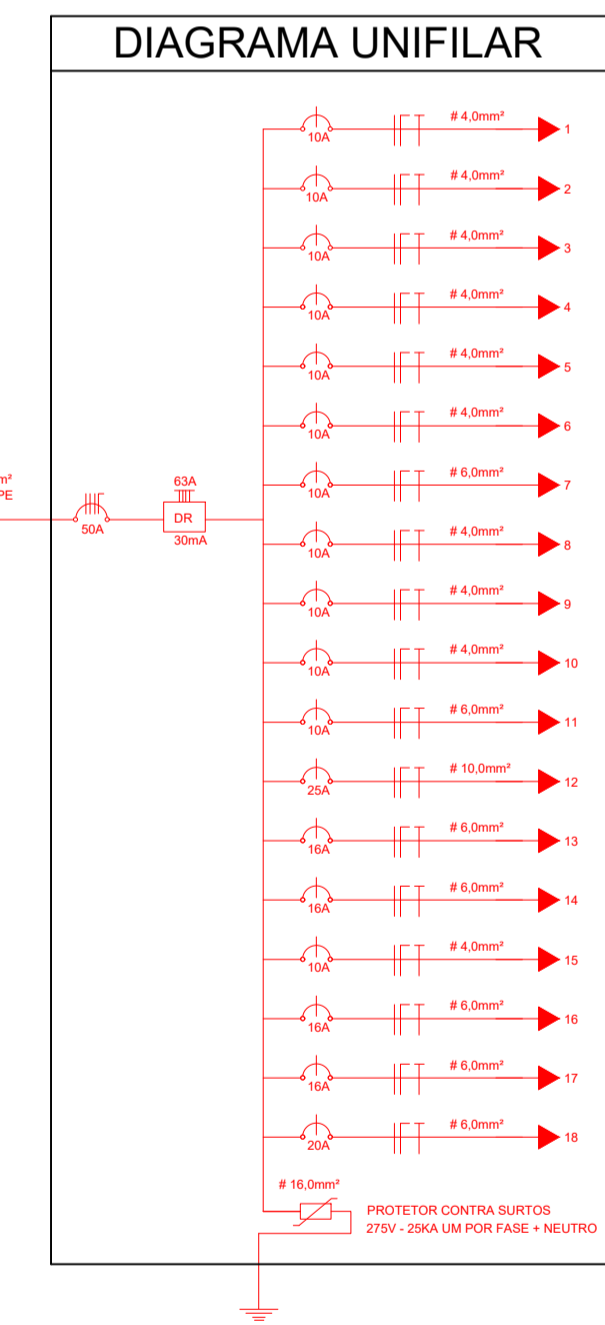 DIAGRAMA UNIFILAR
10A # 4,0mm² 1
10A # 4,0mm² 2
10A # 4,0mm² 3
10A # 4,0mm² 4
10A # 4,0mm² 5
10A # 4,0mm² 6
10A # 6,0mm² 7
m²
PE
50A
63A
DR
30mA
10A # 4,0mm² 8
10A # 4,0mm² 9
10A # 4,0mm² 10
10A # 6,0mm² 11
25A # 10,0mm² 12
16A # 6,0mm² 13
16A # 6,0mm² 14
10A # 4,0mm² 15
16A # 6,0mm² 16
16A # 6,0mm² 17
20A # 6,0mm² 18
# 16,0mm²
PROTETOR CONTRA SURTOS
275V - 25KA UM POR FASE + NEUTRO